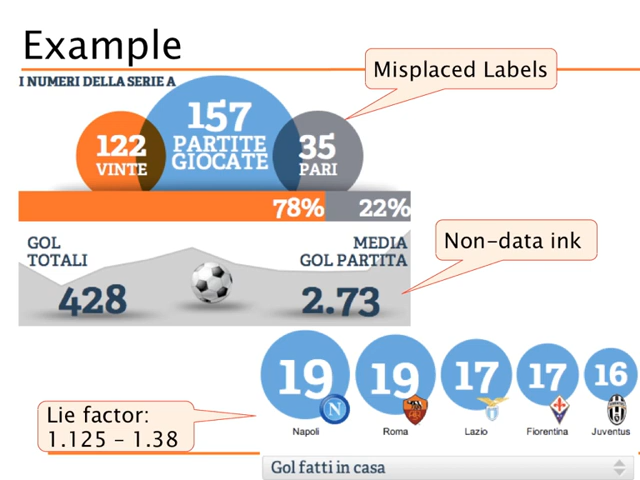 Example
I NUMERI DELLA SERIE A
Misplaced Labels
157
PARTITE
GIOCATE
122
VINTE
35
PARI
78%
22%
Non-data ink
GOL
TOTALI
428
MEDIA
GOL PARTITA
2.73
19
19
17
17
16
N
Napoli
Roma
Lazio
Fiorentina
Juventus
Lie factor:
1.125 – 1.38
Gol fatti in casa